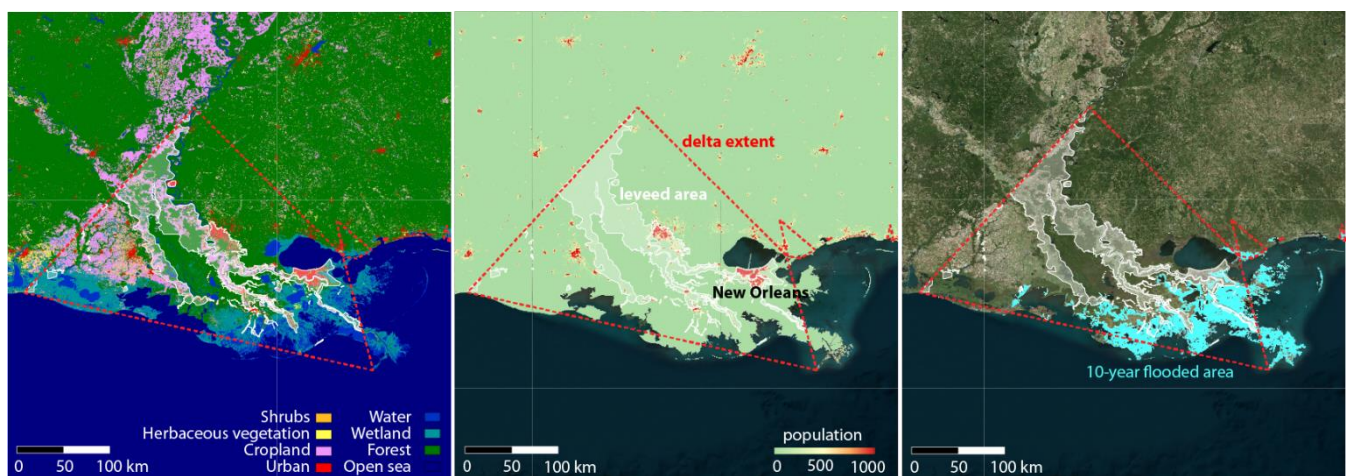 Shrubs
Water
Herbaceous vegetation
Wetland
Cropland
Forest
Urban
Open sea
0 50 100 km
delta extent
leveed area
New Orleans
population
0 500 1000
0 50 100 km
10-year flooded area
0 50 100 km